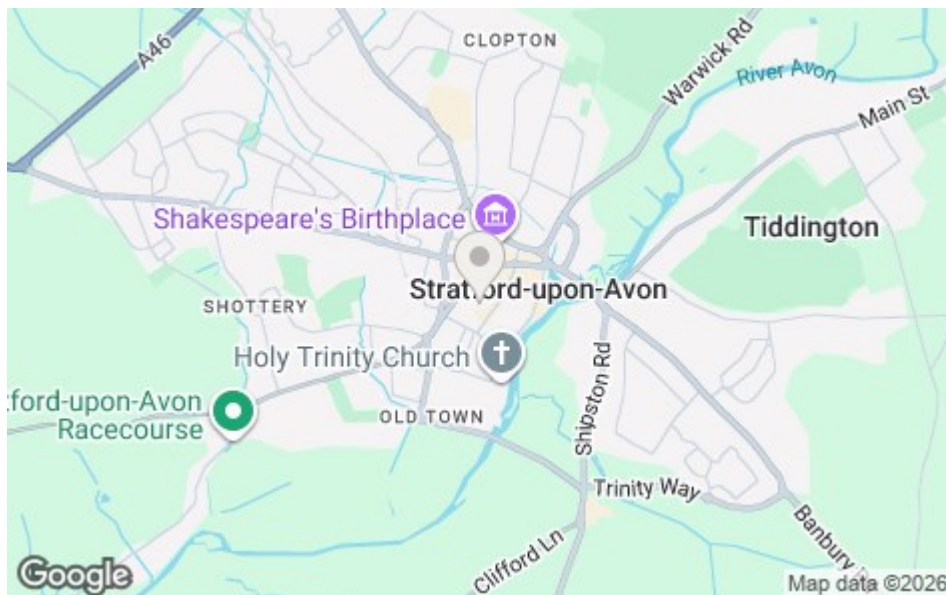 CLOPTON
A46
Warwick Rd
River Avon
Main St
Shakespeare's Birthplace
Tiddington
Stratford-upon-Avon
SHOTTERY
Holy Trinity Church
tford-upon-Avon
Racecourse
OLD TOWN
Shipston Rd
Trinity Way
Banbury
Clifford Ln
Google
Map data ©2026